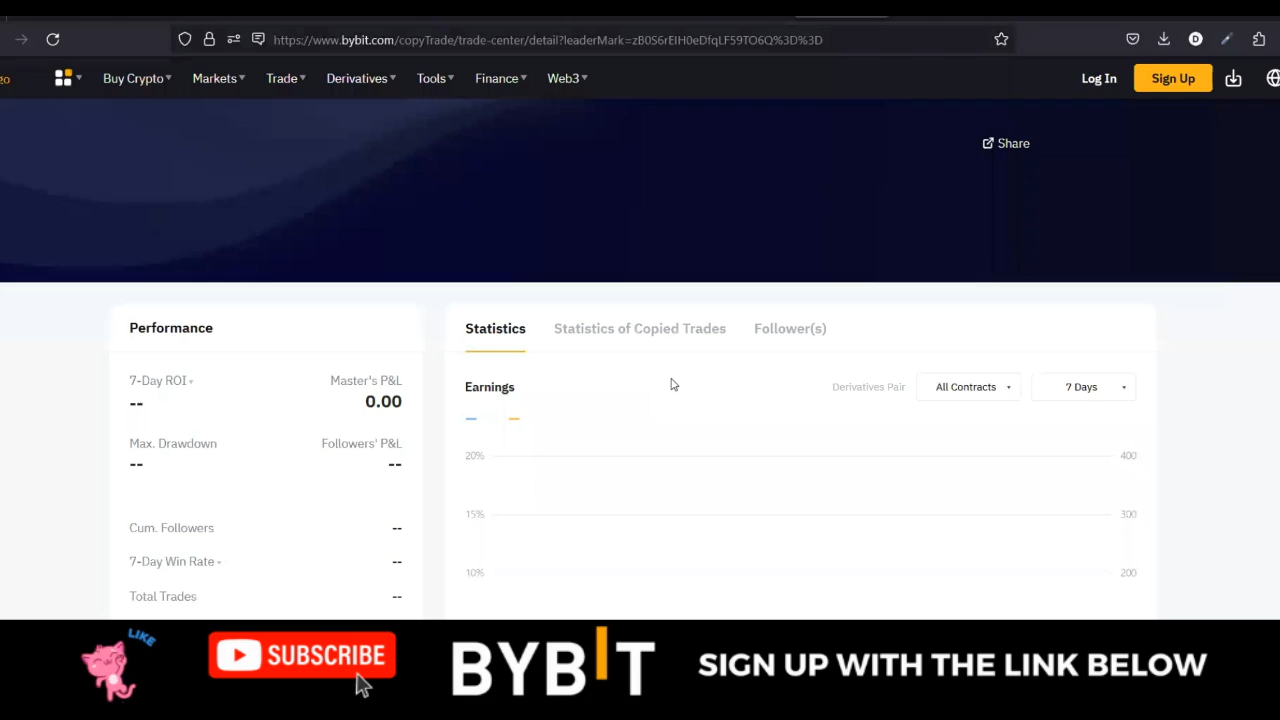 https://www.bybit.com/copyTrade/trade-center/detail?leaderMark=zB0S6rEIH0eDfqLF59TO6Q%3D%3D
go Buy Crypto Markets Trade Derivatives Tools Finance Web3 Log In Sign Up
Share
Performance
7-Day ROI Master's P&L
-- 0.00
Max. Drawdown Followers' P&L
-- --
Cum. Followers --
7-Day Win Rate --
Total Trades --
Statistics Statistics of Copied Trades Follower(s)
Earnings Derivatives Pair All Contracts 7 Days
20% 400
15% 300
10% 200
LIKE
SUBSCRIBE
BYBIT
SIGN UP WITH THE LINK BELOW